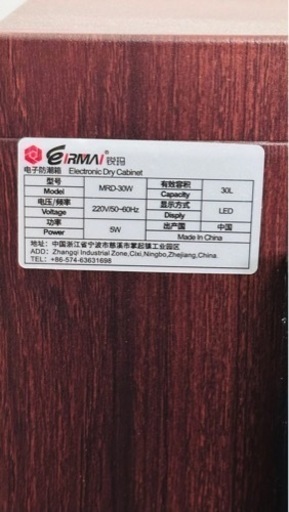 EIRMAI® 锐玛
电子防潮箱 Electronic Dry Cabinet
型号 Model MRD-30W 有效容积 Capacity 30L
电压/频率 Voltage 220V/50~60Hz 显示方式 Disply LED
功率 Power 5W 出产国 中国
Made In China
地址：中国浙江省宁波市慈溪市掌起镇工业园区
ADD：Zhangqi Industrial Zone,Cixi,Ningbo,Zhejiang,China.
TEL：+86-574-63631698